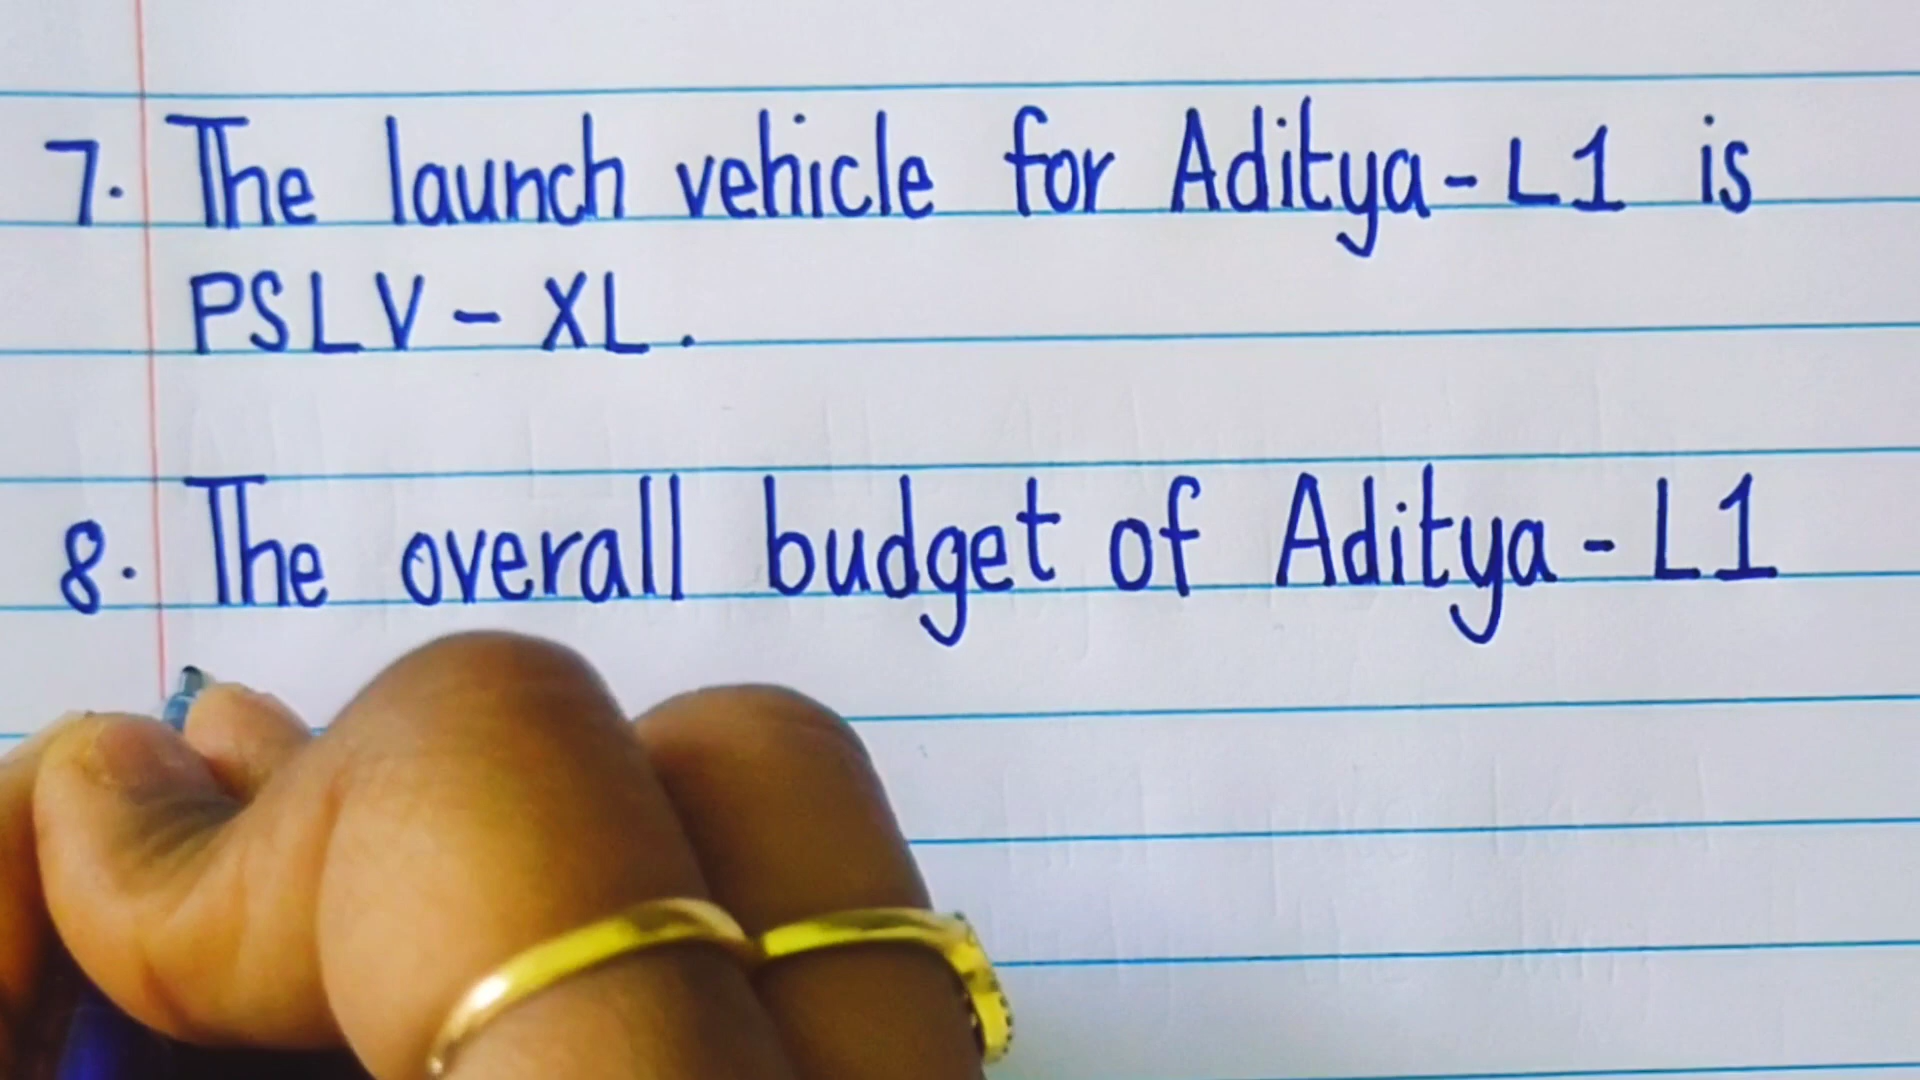 7. The launch vehicle for Aditya-L1 is
PSLV - XL.
8. The overall budget of Aditya - L1